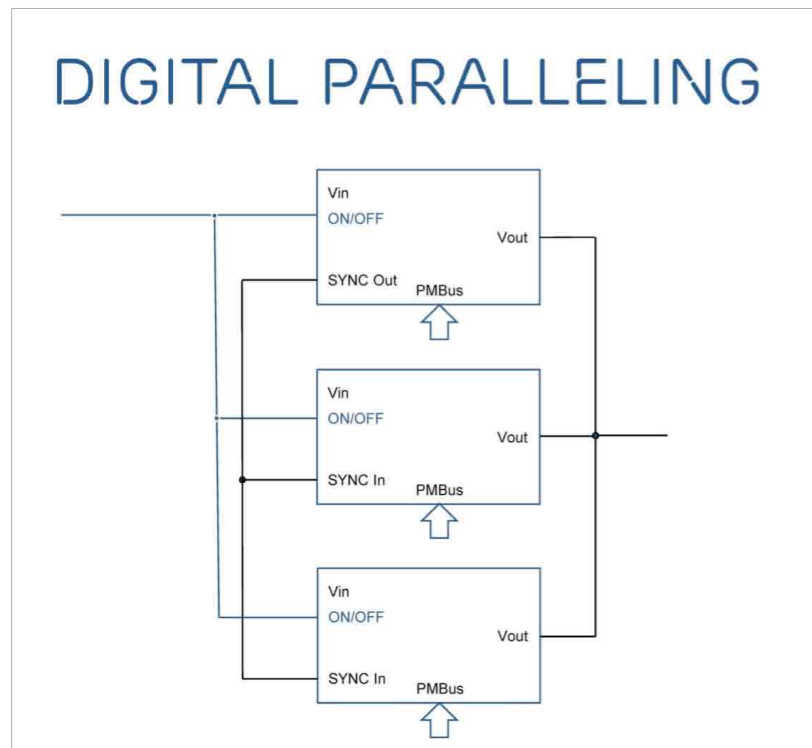 DIGITAL PARALLELING
Vin
ON/OFF
Vout
SYNC Out
PMBus
Vin
ON/OFF
Vout
SYNC In
PMBus
Vin
ON/OFF
Vout
SYNC In
PMBus